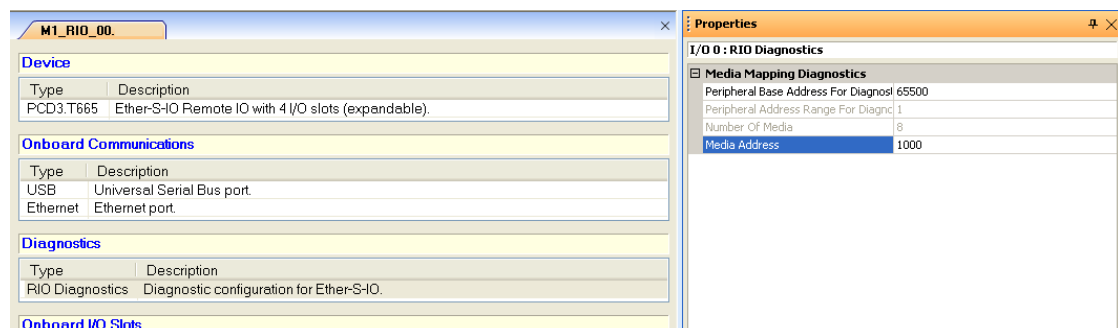 M1_RIO_00.
Device
Type Description
PCD3.T665 Ether-S-IO Remote IO with 4 I/O slots (expandable).
Onboard Communications
Type Description
USB Universal Serial Bus port.
Ethernet Ethernet port.
Diagnostics
Type Description
RIO Diagnostics Diagnostic configuration for Ether-S-IO.
Onboard I/O Slots
Properties
I/O 0 : RIO Diagnostics
Media Mapping Diagnostics
Peripheral Base Address For Diagnost 65500
Peripheral Address Range For Diagnc 1
Number Of Media 8
Media Address 1000